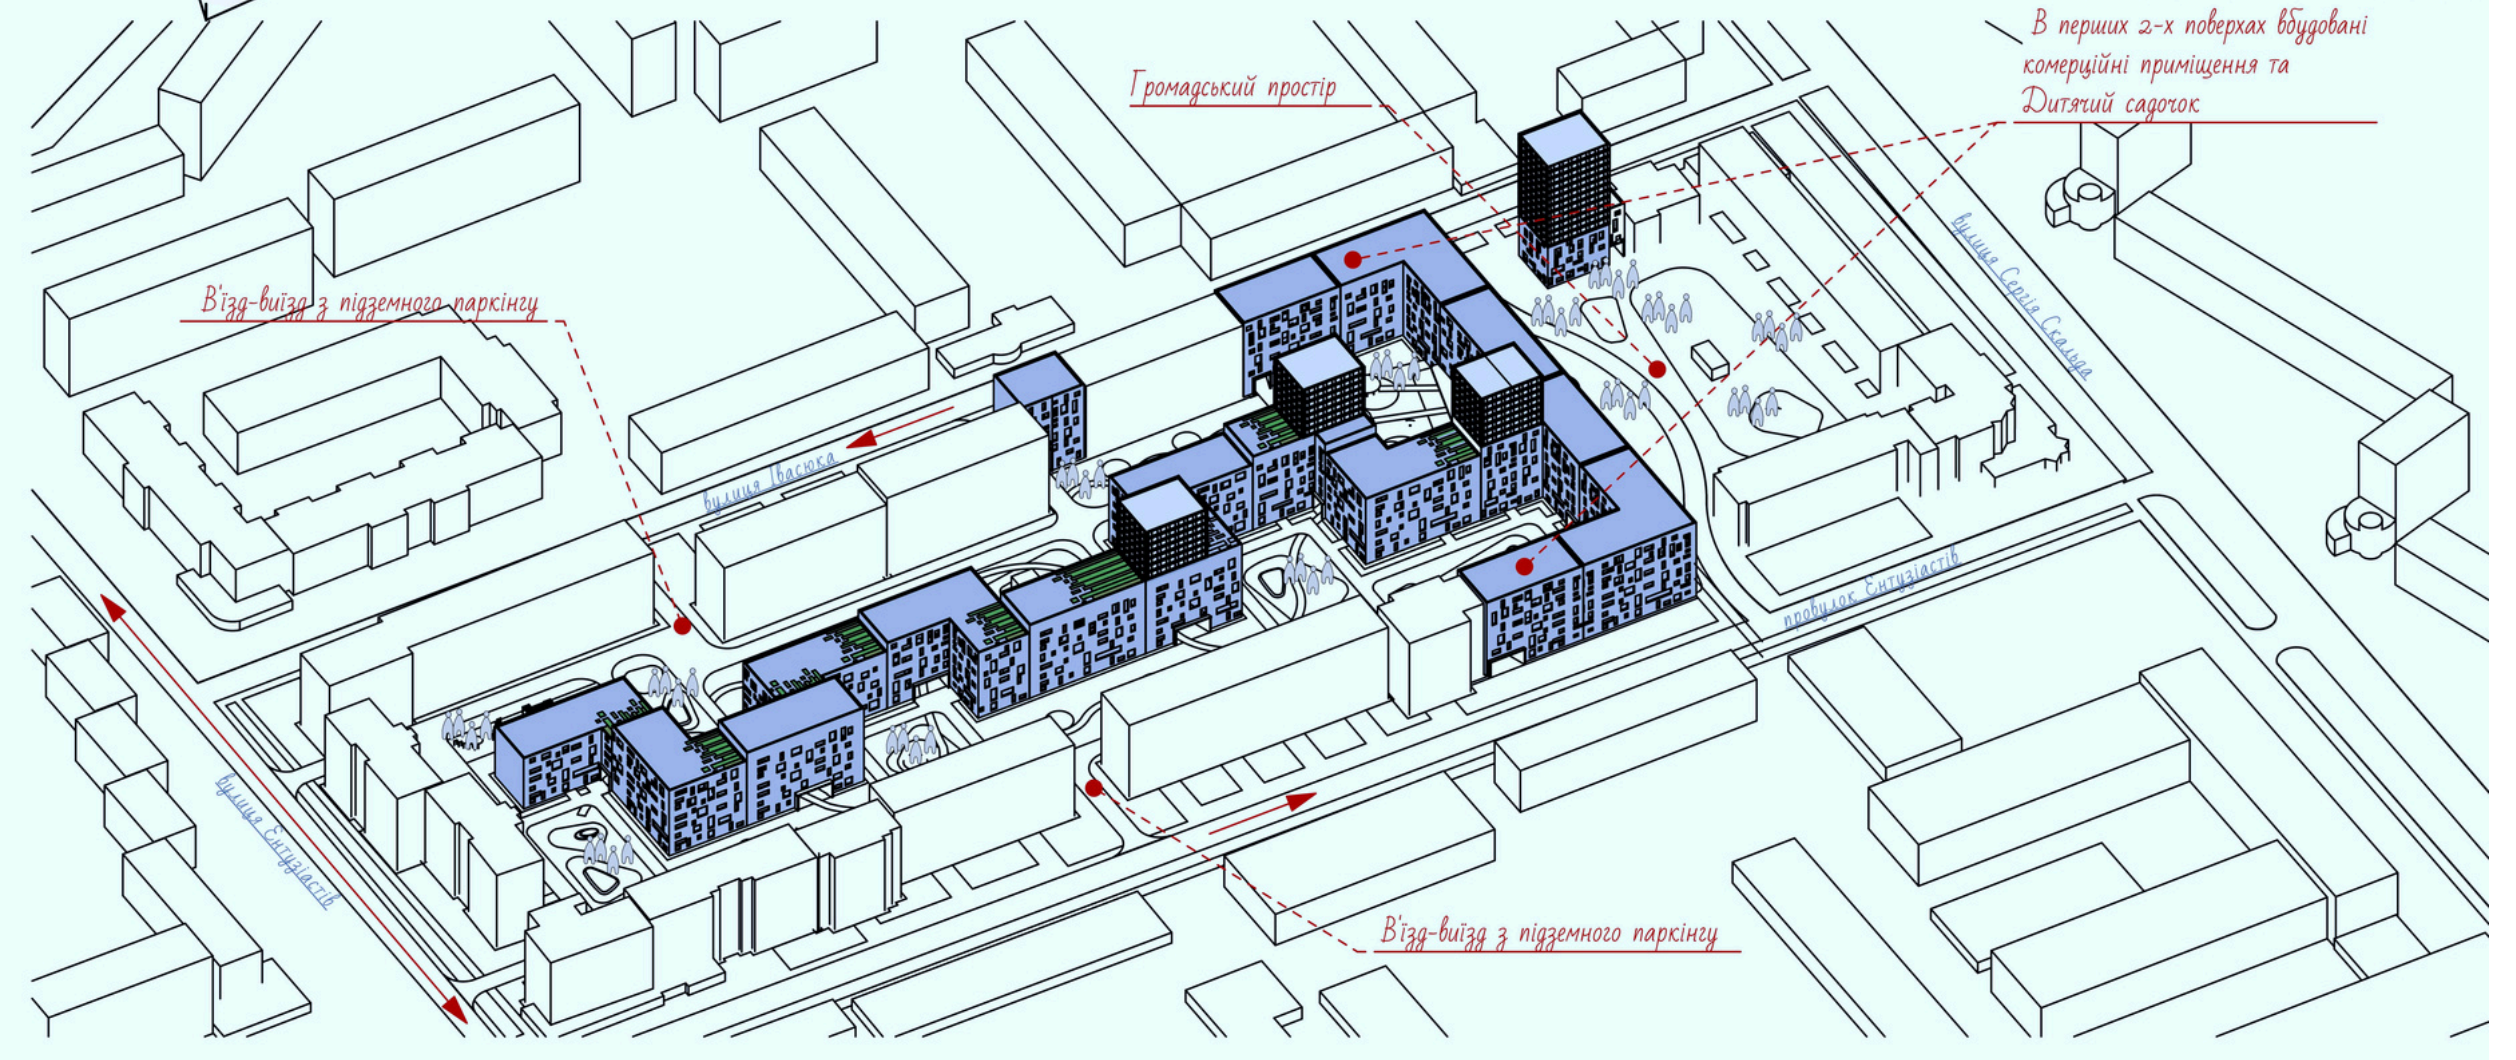 В перших 2-х поверхах вбудовані
комерційні приміщення та
Дитячий садочок
Громадський простір
В'їзд-виїзд з підземного паркінгу
вулиця Сергія Скальда
вулиця Івасюка
провулок Ентузіастів
вулиця Ентузіастів
В'їзд-виїзд з підземного паркінгу